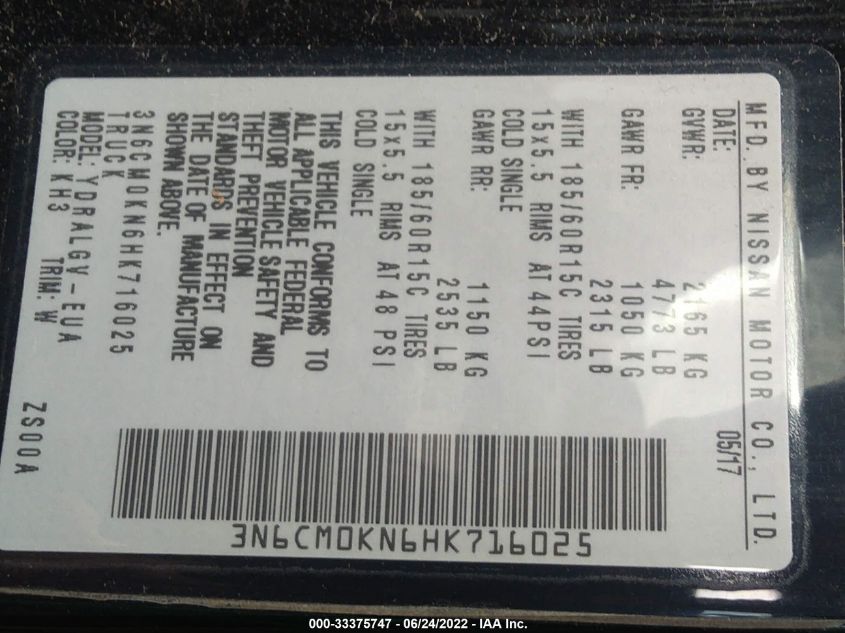 MFD. BY NISSAN MOTOR CO., LTD.
DATE: 05/17
GVWR: 2165 KG
4773 LB
GAWR FR: 1050 KG
2315 LB
WITH 185/60R15C TIRES
15x5.5 RIMS AT 44PSI
COLD SINGLE
GAWR RR: 1150 KG
2535 LB
WITH 185/60R15C TIRES
15x5.5 RIMS AT 48 PSI
COLD SINGLE
THIS VEHICLE CONFORMS TO
ALL APPLICABLE FEDERAL
MOTOR VEHICLE SAFETY AND
THEFT PREVENTION
STANDARDS IN EFFECT ON
THE DATE OF MANUFACTURE
SHOWN ABOVE.
3N6CM0KN6HK716025
TRUCK
MODEL: YDRALGV-EUA
COLOR: KH3 TRIM: W
ZS00A
3N6CM0KN6HK716025
000-33375747 - 06/24/2022 - IAA Inc.